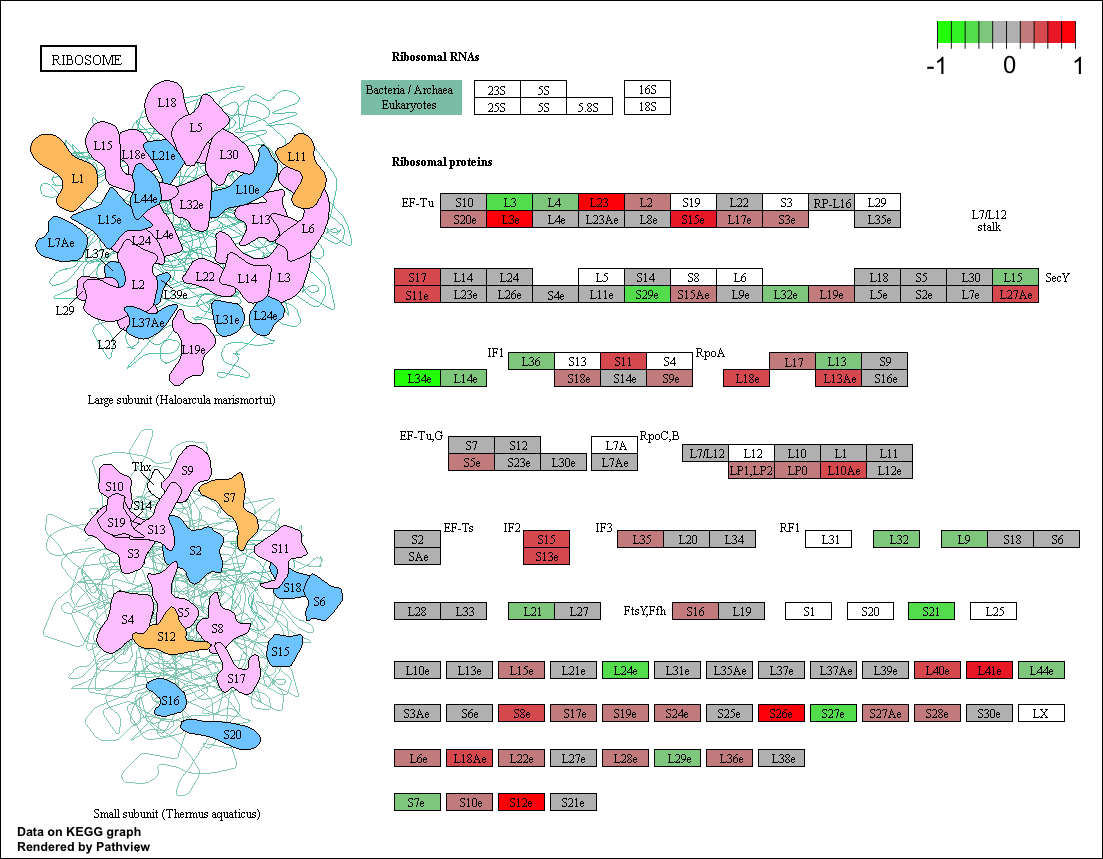 RIBOSOME
-1 0 1
Ribosomal RNAs
Bacteria / Archaea 23S 5S 16S
Eukaryotes 25S 5S 5.8S 18S
Ribosomal proteins
EF-Tu S10 L3 L4 L23 L2 S19 L22 S3 RP-L16 L29
S20e L3e L4e L23Ae L8e S15e L17e S3e L35e
L7/L12
stalk
S17 L14 L24 L5 S14 S8 L6 L18 S5 L30 L15 SecY
S11e L23e L26e S4e L11e S29e S15Ae L9e L32e L19e L5e S2e L7e L27Ae
IF1 L36 S13 S11 S4 RpoA L17 L13 S9
L34e L14e S18e S14e S9e L18e L13Ae S16e
EF-Tu,G S7 S12 L7A RpoC,B L7/L12 L12 L10 L1 L11
S5e S23e L30e L7Ae LP1,LP2 LP0 L10Ae L12e
S2 EF-Ts IF2 S15 IF3 L35 L20 L34 RF1 L31 L32 L9 S18 S6
SAe S13e
L28 L33 L21 L27 FtsY,Ffh S16 L19 S1 S20 S21 L25
L10e L13e L15e L21e L24e L31e L35Ae L37e L37Ae L39e L40e L41e L44e
S3Ae S6e S8e S17e S19e S24e S25e S26e S27e S27Ae S28e S30e LX
L6e L18Ae L22e L27e L28e L29e L36e L38e
S7e S10e S12e S21e
L18
L5
L15
L18e
L21e
L30
L11
L1
L44e
L10e
L32e
L15e
L13
L6
L7Ae
L24
L4e
L37e
L2
L22
L14
L3
L39e
L29
L37Ae
L31e
L24e
L23
L19e
Large subunit (Haloarcula marismortui)
Thx
S9
S10
S7
S14
S19
S13
S3
S2
S11
S18
S6
S4
S5
S12
S8
S15
S17
S16
S20
Small subunit (Thermus aquaticus)
Data on KEGG graph
Rendered by Pathview